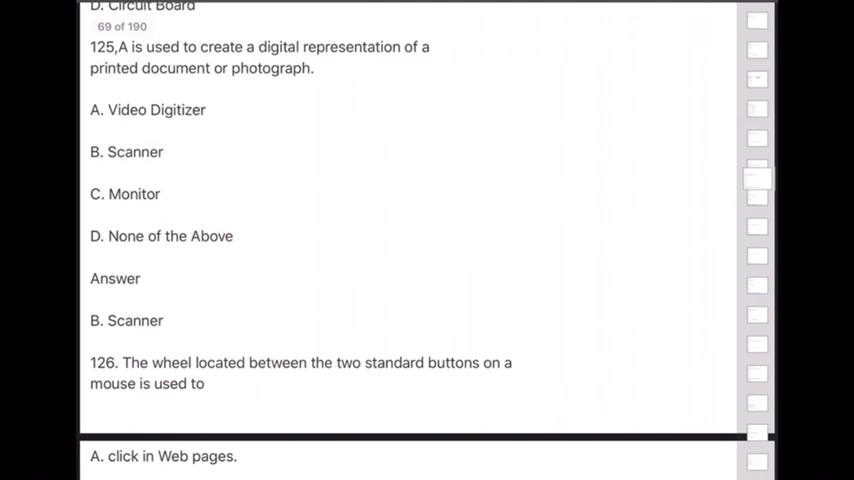 D. Circuit Board
69 of 190
125,A is used to create a digital representation of a
printed document or photograph.
A. Video Digitizer
B. Scanner
C. Monitor
D. None of the Above
Answer
B. Scanner
126. The wheel located between the two standard buttons on a
mouse is used to
A. click in Web pages.